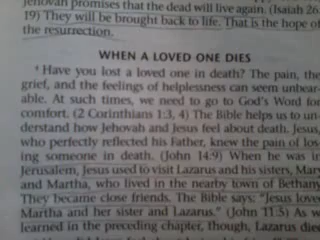 Jehovah promises that the dead will live again. (Isaiah 26:
19) They will be brought back to life. That is the hope of
the resurrection.
WHEN A LOVED ONE DIES
Have you lost a loved one in death? The pain, the
grief, and the feelings of helplessness can seem unbear-
able. At such times, we need to go to God's Word for
comfort. (2 Corinthians 1:3, 4) The Bible helps us to un-
derstand how Jehovah and Jesus feel about death. Jesus,
who perfectly reflected his Father, knew the pain of los-
ing someone in death. (John 14:9) When he was in
Jerusalem, Jesus used to visit Lazarus and his sisters, Mary
and Martha, who lived in the nearby town of Bethany.
They became close friends. The Bible says: "Jesus loved
Martha and her sister and Lazarus." (John 11:5) As we
learned in the preceding chapter, though, Lazarus